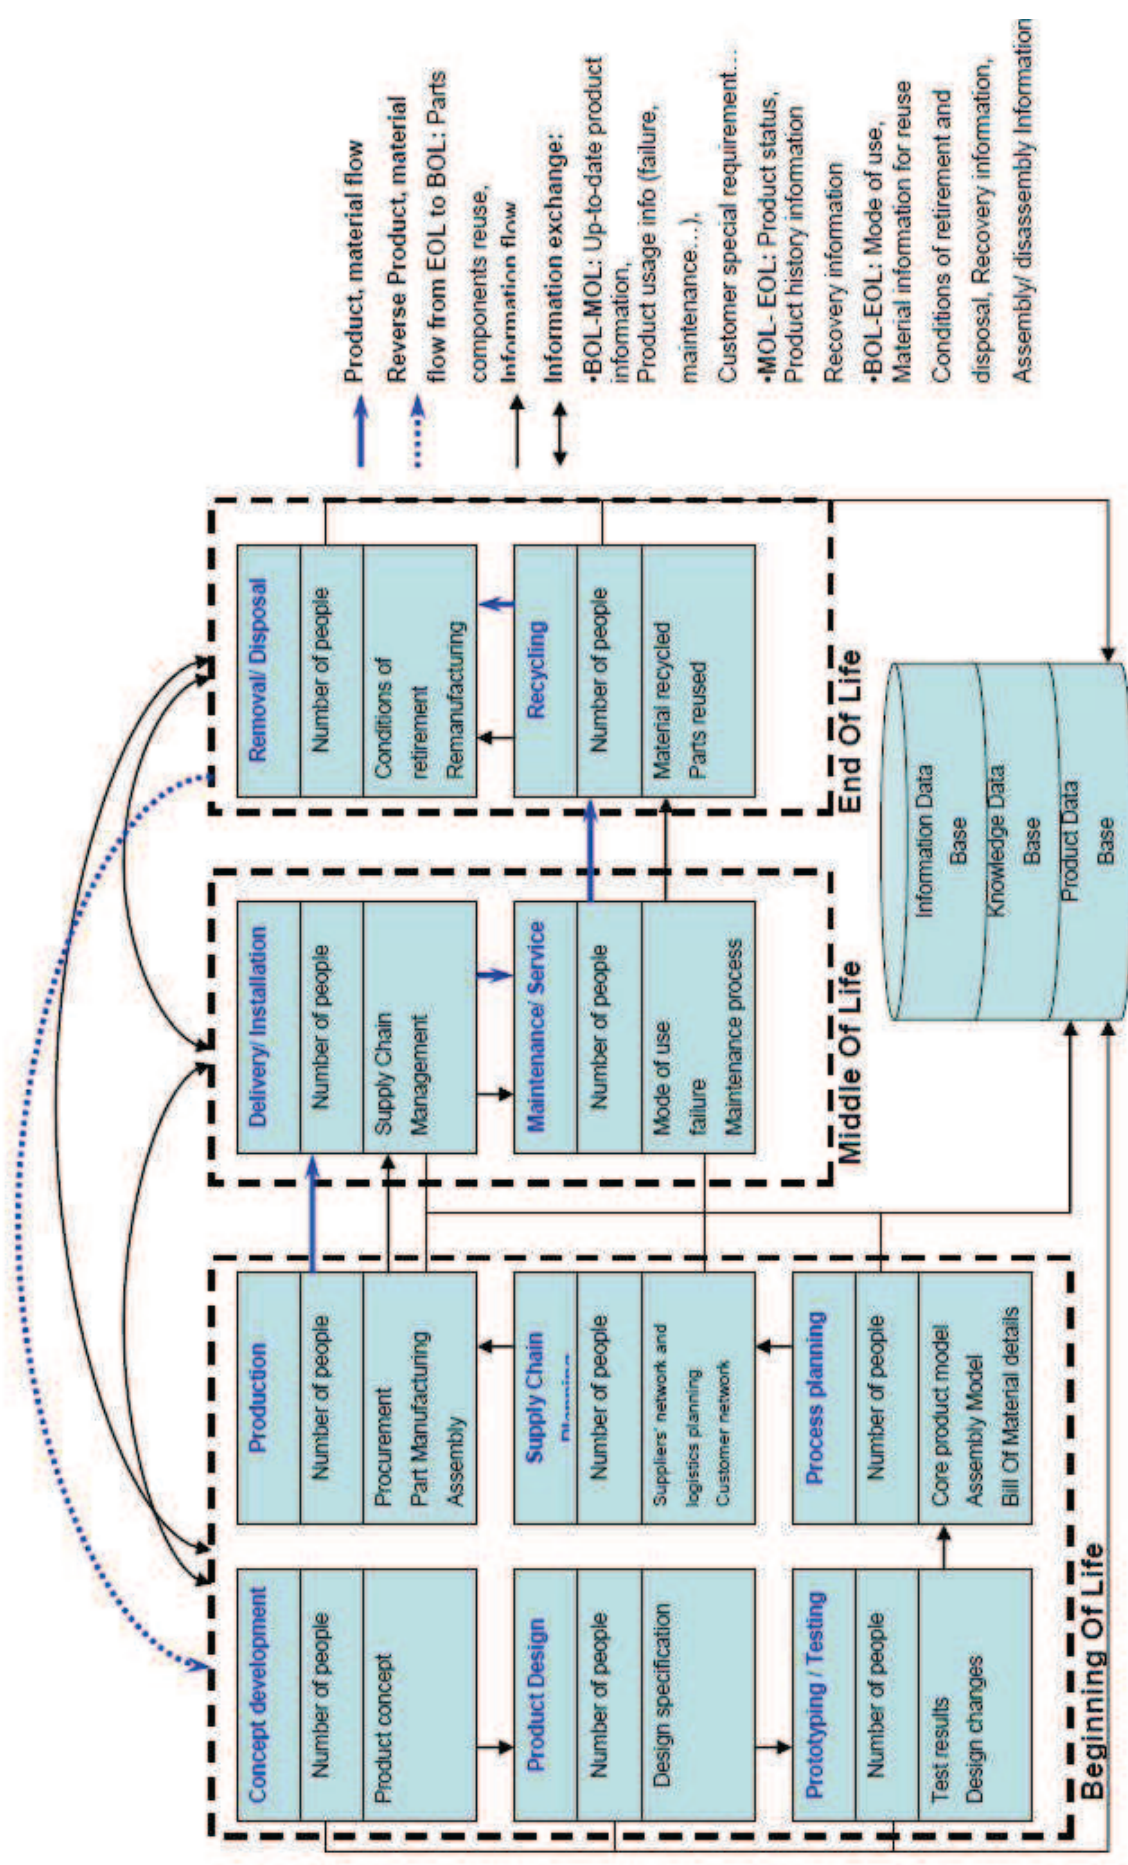 Concept development
Number of people
Product concept
Product Design
Number of people
Design specification
Prototyping / Testing
Number of people
Test results
Design changes
Production
Number of people
Procurement
Part Manufacturing
Assembly
Supply Chain
Planning
Number of people
Suppliers' network and
logistics planning
Customer network
Process planning
Number of people
Core product model
Assembly Model
Bill Of Material details
Beginning Of Life
Delivery/ Installation
Number of people
Supply Chain
Management
Maintenance/ Service
Number of people
Mode of use
failure
Maintenance process
Middle Of Life
Removal/ Disposal
Number of people
Conditions of
retirement
Remanufacturing
Recycling
Number of people
Material recycled
Parts reused
End Of Life
Information Data
Base
Knowledge Data
Base
Product Data
Base
Product, material flow
Reverse Product, material
flow from EOL to BOL: Parts
components reuse,
Information flow
Information exchange:
•BOL-MOL: Up-to-date product
information,
Product usage info (failure,
maintenance...),
Customer special requirement...
•MOL- EOL: Product status,
Product history information
Recovery information
•BOL-EOL: Mode of use,
Material information for reuse
Conditions of retirement and
disposal, Recovery information,
Assembly/ disassembly Information